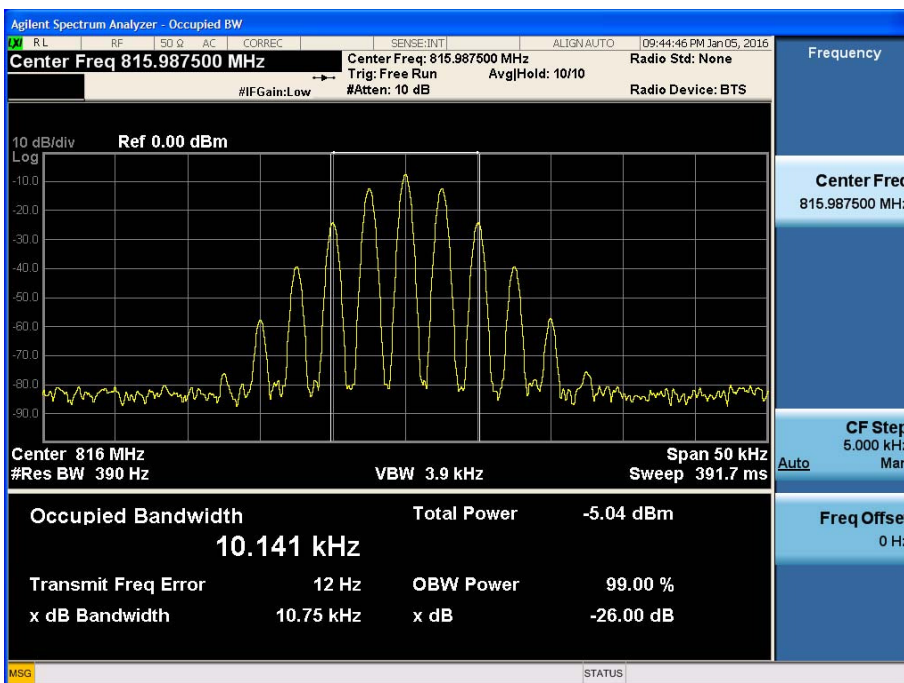 Agilent Spectrum Analyzer - Occupied BW
LXI RL RF 50 Ω AC CORREC SENSE:INT ALIGNAUTO 09:44:46 PM Jan 05, 2016
Center Freq 815.987500 MHz
Center Freq: 815.987500 MHz
Radio Std: None
Trig: Free Run Avg|Hold: 10/10
#IFGain:Low
#Atten: 10 dB
Radio Device: BTS
Frequency
10 dB/div Ref 0.00 dBm
Log
-10.0
-20.0
-30.0
-40.0
-50.0
-60.0
-70.0
-80.0
-90.0
Center Freq
815.987500 MHz
Center 816 MHz Span 50 kHz
#Res BW 390 Hz VBW 3.9 kHz Sweep 391.7 ms
CF Step
5.000 kHz
Auto Man
Occupied Bandwidth Total Power -5.04 dBm
10.141 kHz
Transmit Freq Error 12 Hz OBW Power 99.00 %
x dB Bandwidth 10.75 kHz x dB -26.00 dB
Freq Offset
0 Hz
MSG STATUS